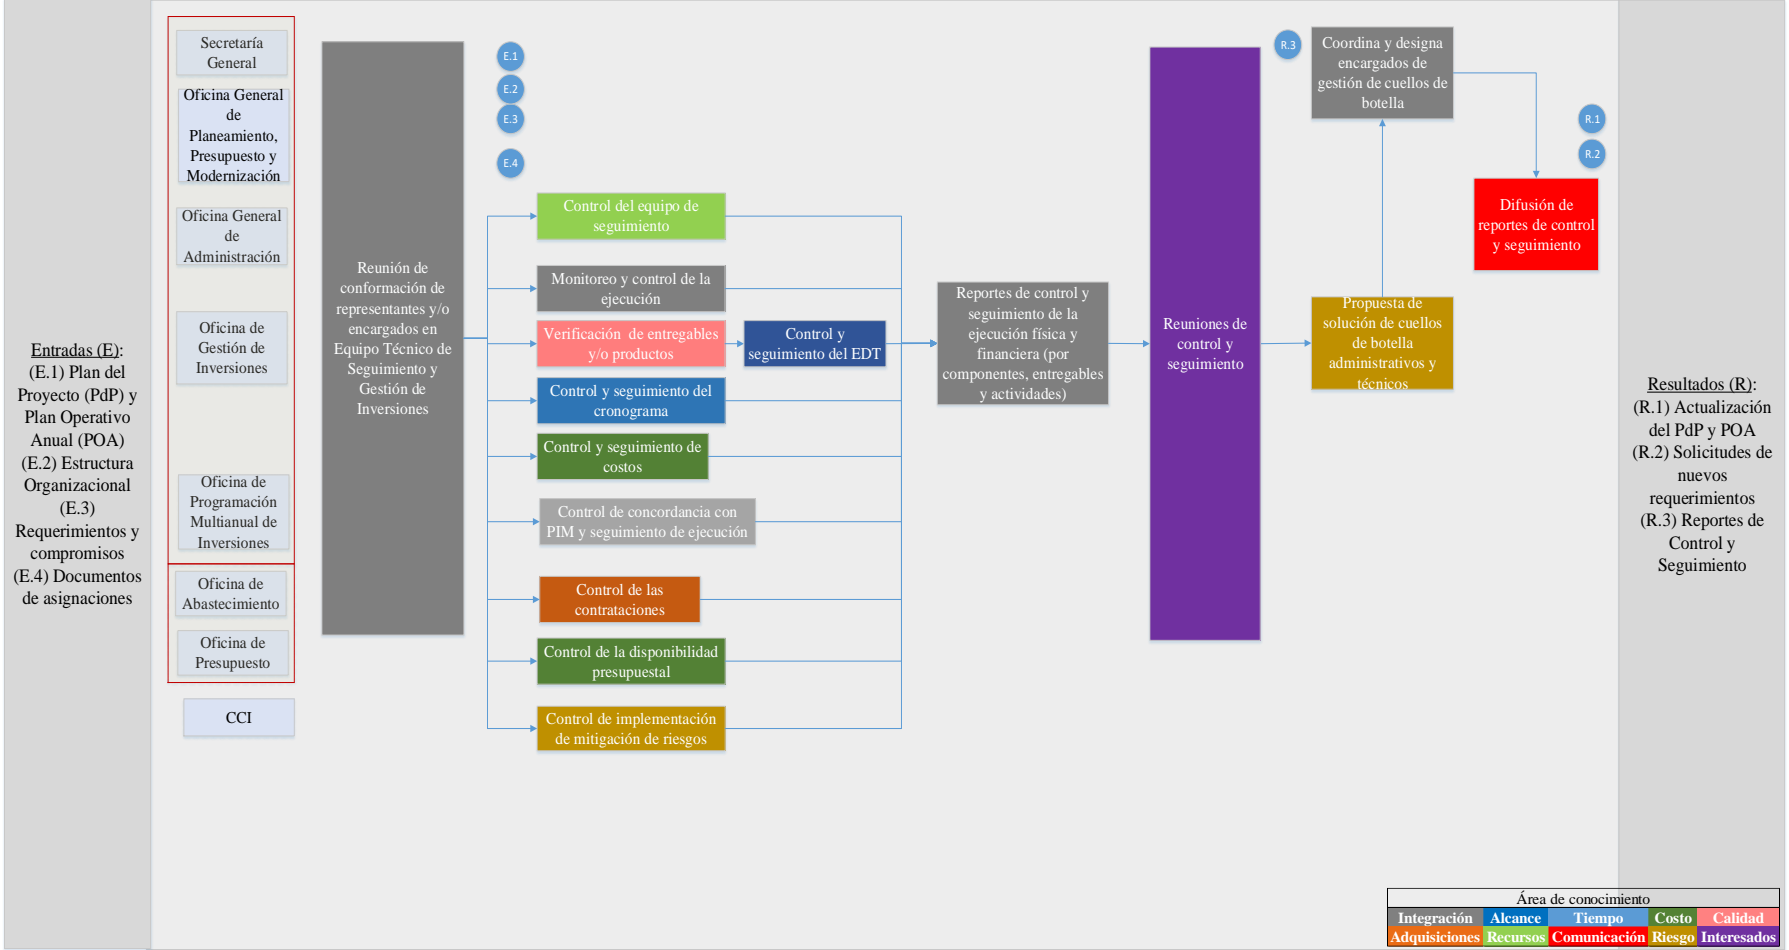 Entradas (E):
(E.1) Plan del
Proyecto (PdP) y
Plan Operativo
Anual (POA)
(E.2) Estructura
Organizacional
(E.3)
Requerimientos y
compromisos
(E.4) Documentos
de asignaciones
Secretaría
General
Oficina General
de
Planeamiento,
Presupuesto y
Modernización
Oficina General
de
Administración
Oficina de
Gestión de
Inversiones
Oficina de
Programación
Multianual de
Inversiones
Oficina de
Abastecimiento
Oficina de
Presupuesto
CCI
Reunión de
conformación de
representantes y/o
encargados en
Equipo Técnico de
Seguimiento y
Gestión de
Inversiones
E.1
E.2
E.3
E.4
Control del equipo de
seguimiento
Monitoreo y control de la
ejecución
Verificación de entregables
y/o productos
Control y
seguimiento del EDT
Control y seguimiento del
cronograma
Control y seguimiento de
costos
Control de concordancia con
PIM y seguimiento de ejecución
Control de las
contrataciones
Control de la disponibilidad
presupuestal
Control de implementación
de mitigación de riesgos
Reportes de control y
seguimiento de la
ejecución física y
financiera (por
componentes, entregables
y actividades)
Reuniones de
control y
seguimiento
R.3
Coordina y designa
encargados de
gestión de cuellos de
botella
Propuesta de
solución de cuellos
de botella
administrativos y
técnicos
R.1
R.2
Difusión de
reportes de control
y seguimiento
Resultados (R):
(R.1) Actualización
del PdP y POA
(R.2) Solicitudes de
nuevos
requerimientos
(R.3) Reportes de
Control y
Seguimiento
Área de conocimiento
Integración Alcance Tiempo Costo Calidad
Adquisiciones Recursos Comunicación Riesgo Interesados